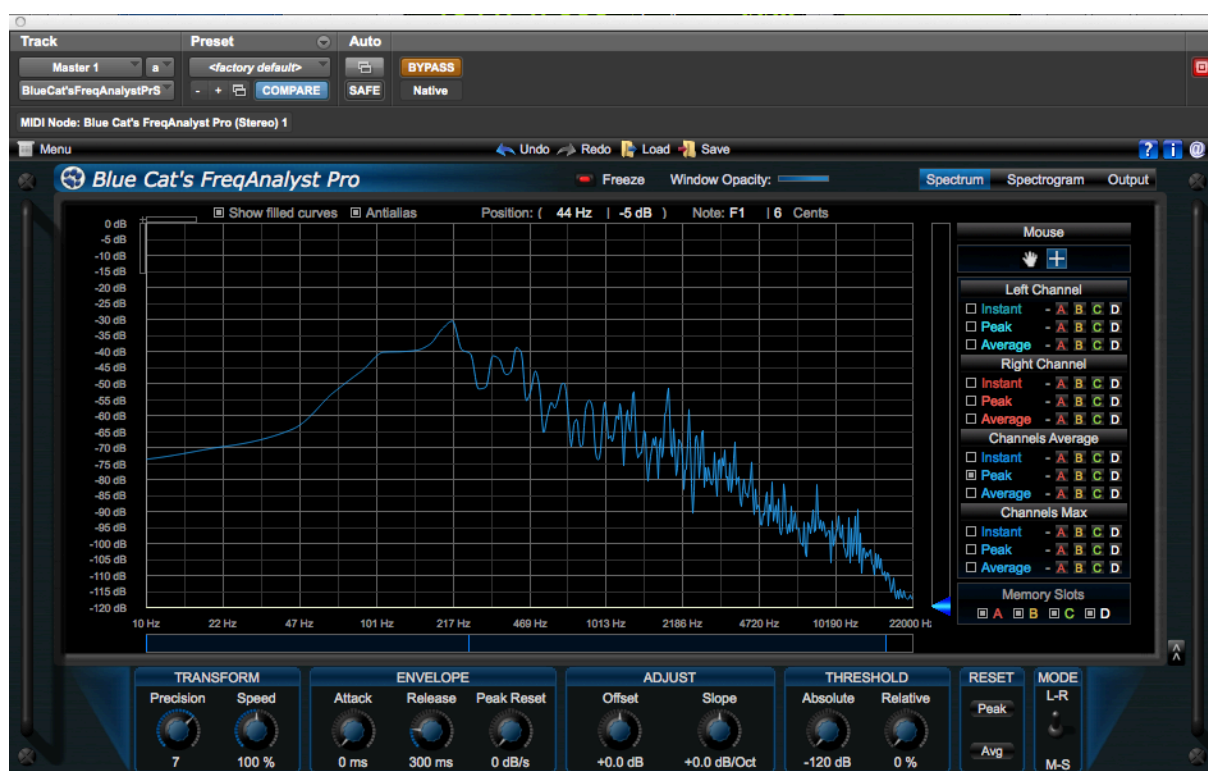 Track Preset Auto
Master 1 a <factory default> BYPASS
BlueCat'sFreqAnalystPrS - + COMPARE SAFE Native
MIDI Node: Blue Cat's FreqAnalyst Pro (Stereo) 1
Menu Undo Redo Load Save ? i @
Blue Cat's FreqAnalyst Pro Freeze Window Opacity: Spectrum Spectrogram Output
Show filled curves Antialias Position: ( 44 Hz | -5 dB ) Note: F1 | 6 Cents
0 dB
-5 dB
-10 dB
-15 dB
-20 dB
-25 dB
-30 dB
-35 dB
-40 dB
-45 dB
-50 dB
-55 dB
-60 dB
-65 dB
-70 dB
-75 dB
-80 dB
-85 dB
-90 dB
-95 dB
-100 dB
-105 dB
-110 dB
-115 dB
-120 dB
10 Hz 22 Hz 47 Hz 101 Hz 217 Hz 469 Hz 1013 Hz 2186 Hz 4720 Hz 10190 Hz 22000 Hz
Mouse
Left Channel
Instant - A B C D
Peak - A B C D
Average - A B C D
Right Channel
Instant - A B C D
Peak - A B C D
Average - A B C D
Channels Average
Instant - A B C D
Peak - A B C D
Average - A B C D
Channels Max
Instant - A B C D
Peak - A B C D
Average - A B C D
Memory Slots
A B C D
TRANSFORM ENVELOPE ADJUST THRESHOLD RESET MODE
Precision Speed Attack Release Peak Reset Offset Slope Absolute Relative Peak L-R
7 100 % 0 ms 300 ms 0 dB/s +0.0 dB +0.0 dB/Oct -120 dB 0 % Avg M-S